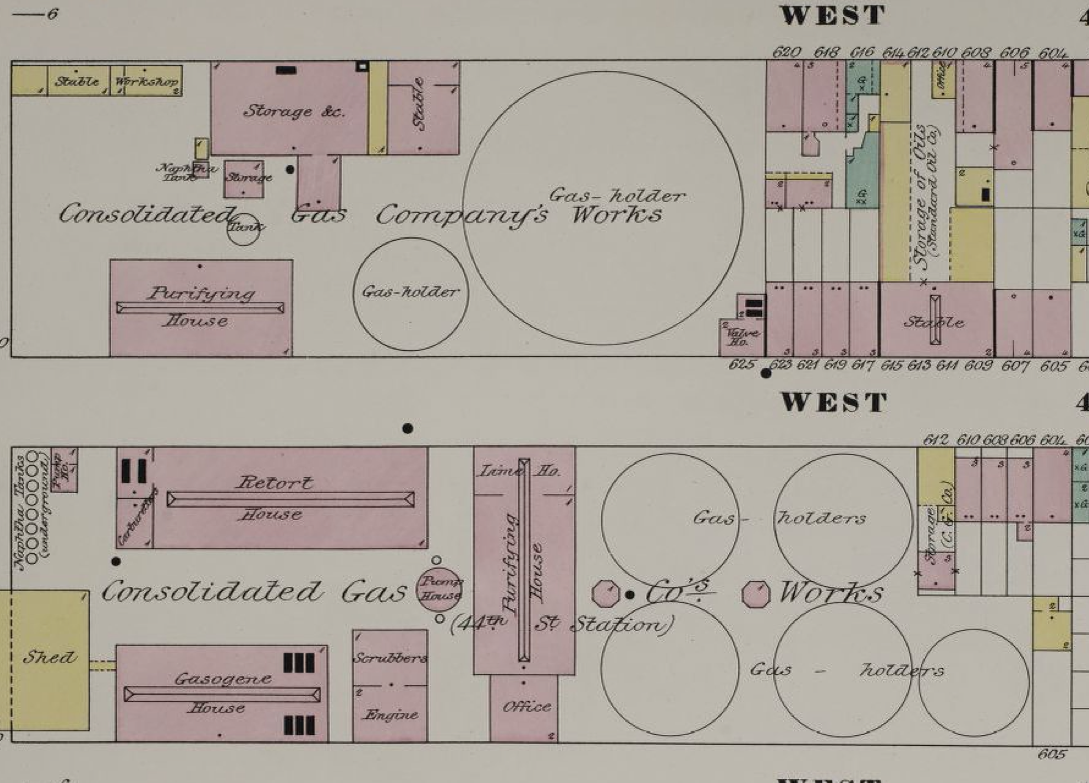 6
WEST
4
620 618 616 614 612 610 608 606 604
Stable Workshop
Storage &c.
Stable
Office
Naphtha
Tank
Storage
Consolidated Gas Company's Works
Tank
Gas-holder
Storage of Oils
(Standard Oil Co.)
Purifying
House
Gas-holder
Valve
Ho.
Stable
625 623 621 619 617 615 613 611 609 607 605
WEST
4
612 610 608 606 604
Naphtha Tanks
(underground)
Pump
Ho.
Carburetters
Retort
House
Lime Ho.
Purifying
House
Gas- holders
Storage
(C. G. Co.)
Consolidated Gas Co's Works
Pump
House
(44th St Station)
Shed
Gasogene
House
Scrubbers
Engine
Office
Gas - holders
605
WEST